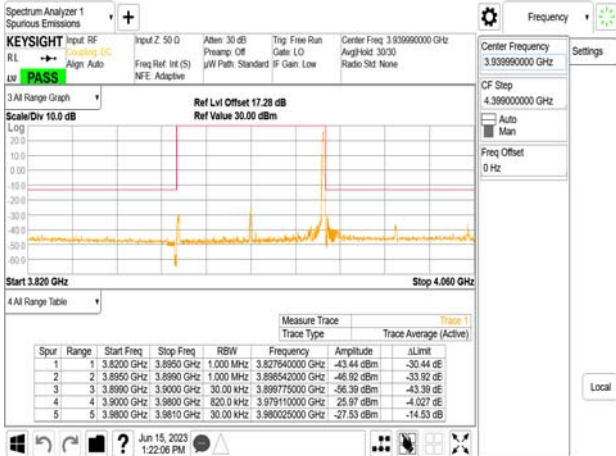 Spectrum Analyzer 1
Spurious Emissions
Frequency
KEYSIGHT
RL
LV PASS
Input: RF
Coupling: DC
Align: Auto
Input Z: 50 Ω
Freq Ref: Int (S)
NFE: Adaptive
Atten: 30 dB
Preamp: Off
µW Path: Standard
Trig: Free Run
Gate: LO
IF Gain: Low
Center Freq: 3.939990000 GHz
Avg|Hold: 30/30
Radio Std: None
Center Frequency
3.939990000 GHz
Settings
CF Step
4.399000000 GHz
Auto
Man
Freq Offset
0 Hz
Local
3 All Range Graph
Scale/Div 10.0 dB
Ref Lvl Offset 17.28 dB
Ref Value 30.00 dBm
Log
20.0
10.0
0.00
-10.0
-20.0
-30.0
-40.0
-50.0
-60.0
Start 3.820 GHz
Stop 4.060 GHz
4 All Range Table
Measure Trace Trace 1
Trace Type Trace Average (Active)
Spur Range Start Freq Stop Freq RBW Frequency Amplitude ΔLimit
1 1 3.8200 GHz 3.8950 GHz 1.000 MHz 3.827640000 GHz -43.44 dBm -30.44 dB
2 2 3.8950 GHz 3.8990 GHz 1.000 MHz 3.898542000 GHz -46.92 dBm -33.92 dB
3 3 3.8990 GHz 3.9000 GHz 30.00 kHz 3.899775000 GHz -56.39 dBm -43.39 dB
4 4 3.9000 GHz 3.9800 GHz 820.0 kHz 3.979110000 GHz 25.97 dBm -4.027 dB
5 5 3.9800 GHz 3.9810 GHz 30.00 kHz 3.980025000 GHz -27.53 dBm -14.53 dB
Jun 15, 2023
1:22:06 PM